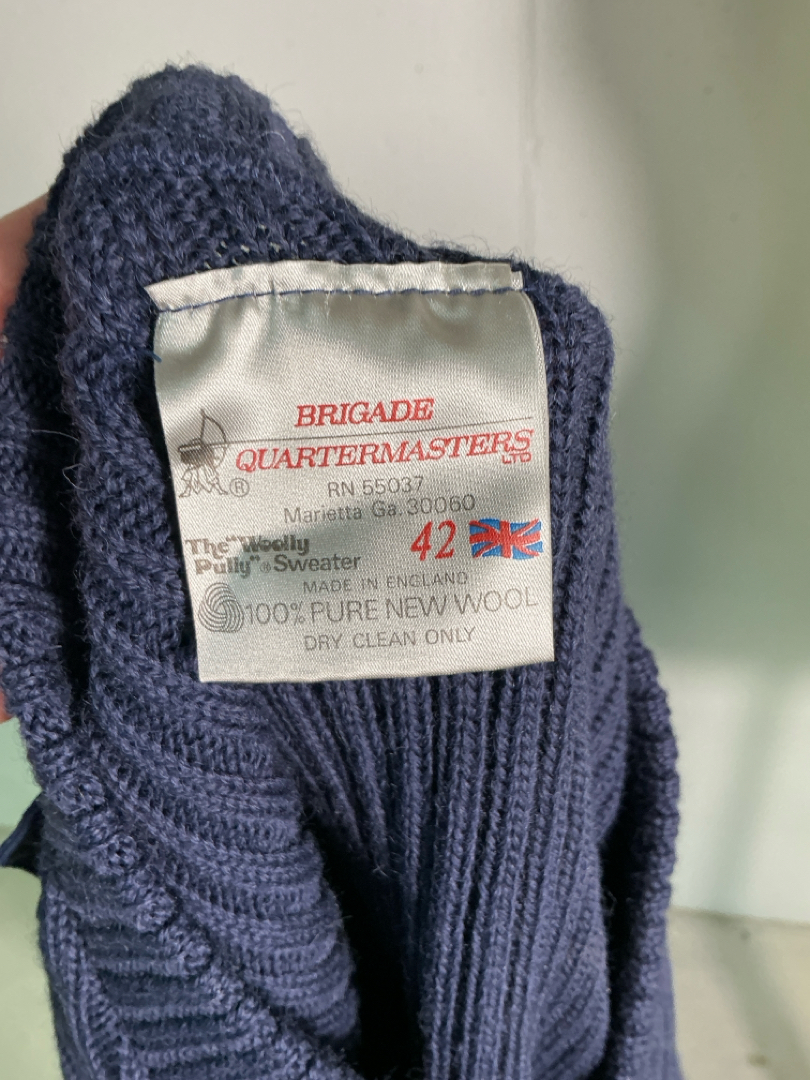 BRIGADE
QUARTERMASTERS
LTD
®
RN 55037
Marietta Ga. 30060
The "Woolly
Pully"® Sweater
42
MADE IN ENGLAND
100% PURE NEW WOOL
DRY CLEAN ONLY